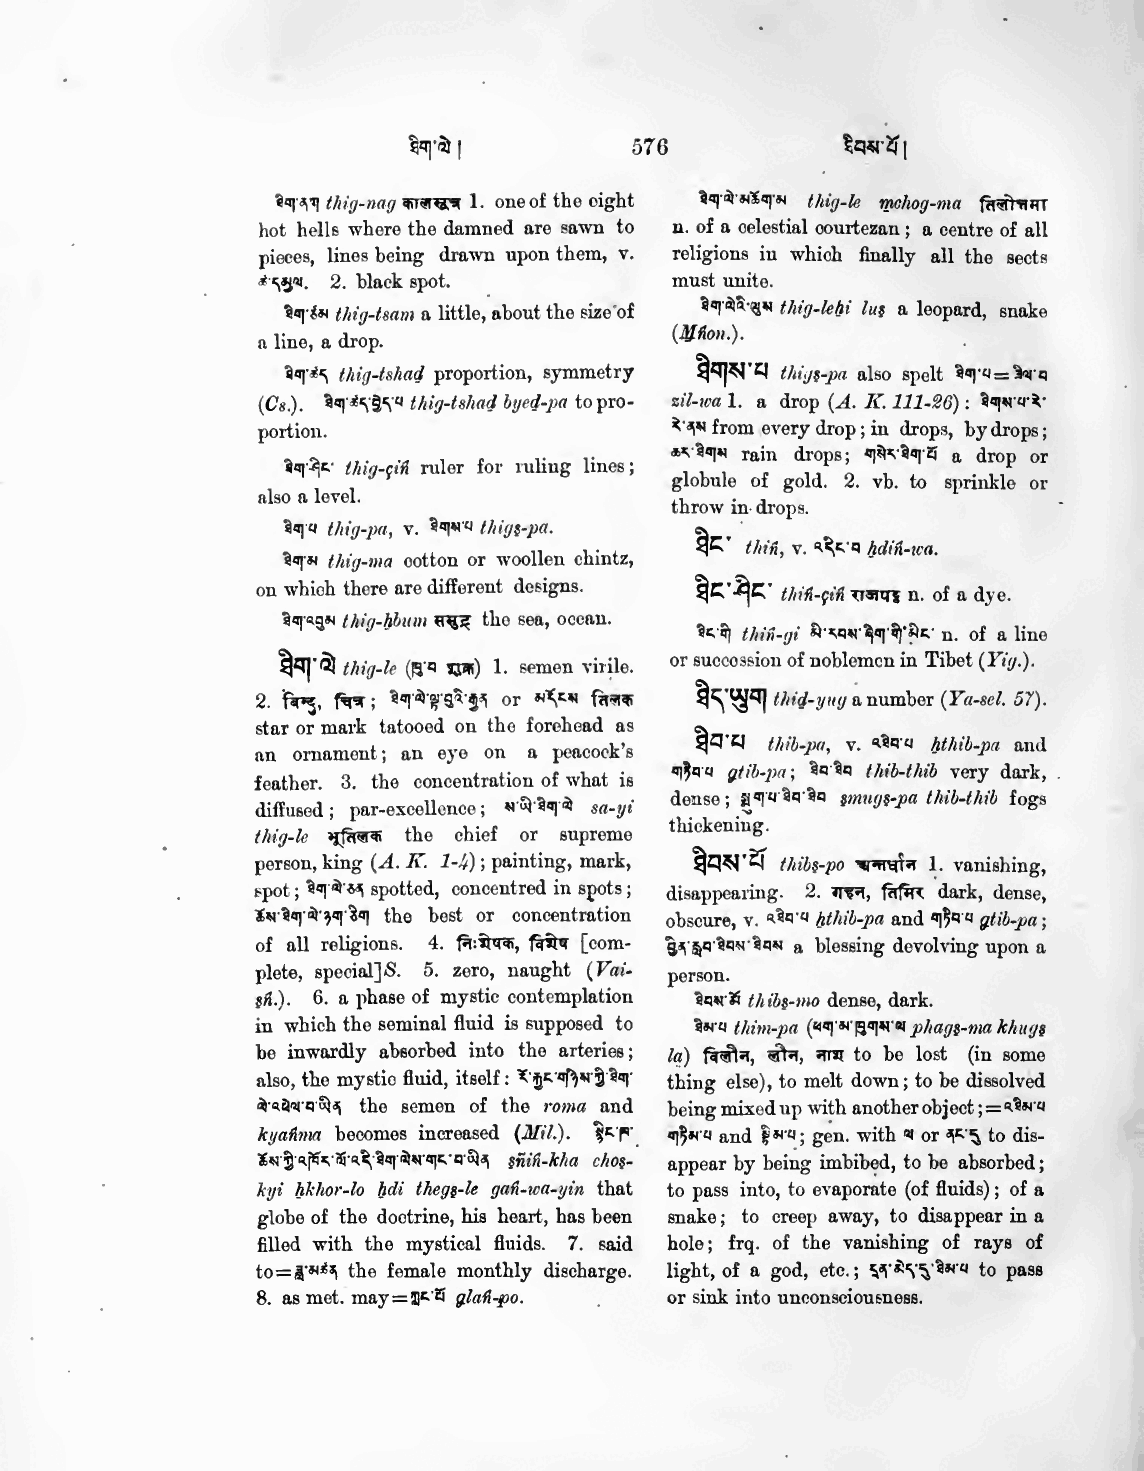 ཐིག་ལེ། 576 ཐིབས་པོ།
ཐིག་ནག thig-nag कालसूत्र 1. one of the eight
hot hells where the damned are sawn to
pieces, lines being drawn upon them, v.
ཚ་དམྱལ. 2. black spot.
ཐིག་ཙམ thig-tsam a little, about the size of
a line, a drop.
ཐིག་ཚད thig-tshad proportion, symmetry
(Cs.). ཐིག་ཚད་བྱེད་པ thig-tshad byed-pa to pro-
portion.
ཐིག་ཤིང་ thig-çiñ ruler for ruling lines;
also a level.
ཐིག་པ thig-pa, v. ཐིགས་པ thigs-pa.
ཐིག་མ thig-ma cotton or woollen chintz,
on which there are different designs.
ཐིག་འབུམ thig-ḥbum समुद्र the sea, ocean.
ཐིག་ལེ thig-le (ཁུ་བ शुक्र) 1. semen virile.
2. बिन्दु, चित्र; ཐིག་ལེ་ལྟ་བུའི་རྒྱན or མཛོངས तिलक
star or mark tatooed on the forehead as
an ornament; an eye on a peacock's
feather. 3. the concentration of what is
diffused; par-excellence; ས་ཡི་ཐིག་ལེ sa-yi
thig-le भूतिलक the chief or supreme
person, king (A. K. 1-4); painting, mark,
spot; ཐིག་ལེ་ཅན spotted, concentred in spots;
ཆོས་ཐིག་ལེ་ཉག་ཅིག the best or concentration
of all religions. 4. निःशेषक, विशेष [com-
plete, special]S. 5. zero, naught (Vai-
sñ.). 6. a phase of mystic contemplation
in which the seminal fluid is supposed to
be inwardly absorbed into the arteries;
also, the mystic fluid, itself: རོ་རྐྱང་གཉིས་ཀྱི་ཐིག་
ལེ་འཕེལ་བ་ཡིན the semen of the roma and
kyañma becomes increased (Mil.). སྙིང་ཁ་
ཆོས་ཀྱི་འཁོར་ལོ་འདི་ཐིག་ལེས་གང་བ་ཡིན sñiñ-kha chos-
kyi ḥkhor-lo ḥdi thegs-le gañ-wa-yin that
globe of the doctrine, his heart, has been
filled with the mystical fluids. 7. said
to=ཟླ་མཚན the female monthly discharge.
8. as met. may=གླང་པོ glañ-po.
ཐིག་ལེ་མཆོག་མ thig-le mchog-ma तिलोत्तमा
n. of a celestial courtezan; a centre of all
religions in which finally all the sects
must unite.
ཐིག་ལེའི་ལུས thig-leḥi lus a leopard, snake
(Mñon.).
ཐིགས་པ thigs-pa also spelt ཐིག་པ=ཟིལ་བ
zil-wa 1. a drop (A. K. 111-26): ཐིགས་པ་རེ་
རེ་ནས from every drop; in drops, by drops;
ཆར་ཐིགས rain drops; གསེར་ཐིག་པོ a drop or
globule of gold. 2. vb. to sprinkle or
throw in drops.
ཐིང་ thiñ, v. འདིང་བ ḥdiñ-wa.
ཐིང་ཤིང་ thiñ-çiñ राजपट्ट n. of a dye.
ཐིང་གི thiñ-gi མི་རབས་ཞིག་གི་མིང་ n. of a line
or succession of noblemen in Tibet (Yig.).
ཐིད་ཡུག thid-yug a number (Ya-sel. 57).
ཐིབ་པ thib-pa, v. འཐིབ་པ ḥthib-pa and
གཏིབ་པ gtib-pa; ཐིབ་ཐིབ thib-thib very dark,
dense; སྨུག་པ་ཐིབ་ཐིབ smugs-pa thib-thib fogs
thickening.
ཐིབས་པོ thibs-po अन्तर्धान 1. vanishing,
disappearing. 2. गहन, तिमिर dark, dense,
obscure, v. འཐིབ་པ ḥthib-pa and གཏིབ་པ gtib-pa;
བྱིན་རླབ་ཐིབས་ཐིབས a blessing devolving upon a
person.
ཐིབས་མོ thibs-mo dense, dark.
ཐིམ་པ thim-pa (ཕག་མ་ཁུགས་ལ phags-ma khugs
la) विलीन, लीन, नाश to be lost (in some
thing else), to melt down; to be dissolved
being mixed up with another object;=འཐིམ་པ
གཏིམ་པ and སྟིམ་པ; gen. with ལ or ནང་དུ to dis-
appear by being imbibed, to be absorbed;
to pass into, to evaporate (of fluids); of a
snake; to creep away, to disappear in a
hole; frq. of the vanishing of rays of
light, of a god, etc.; དྲན་མེད་དུ་ཐིམ་པ to pass
or sink into unconsciousness.